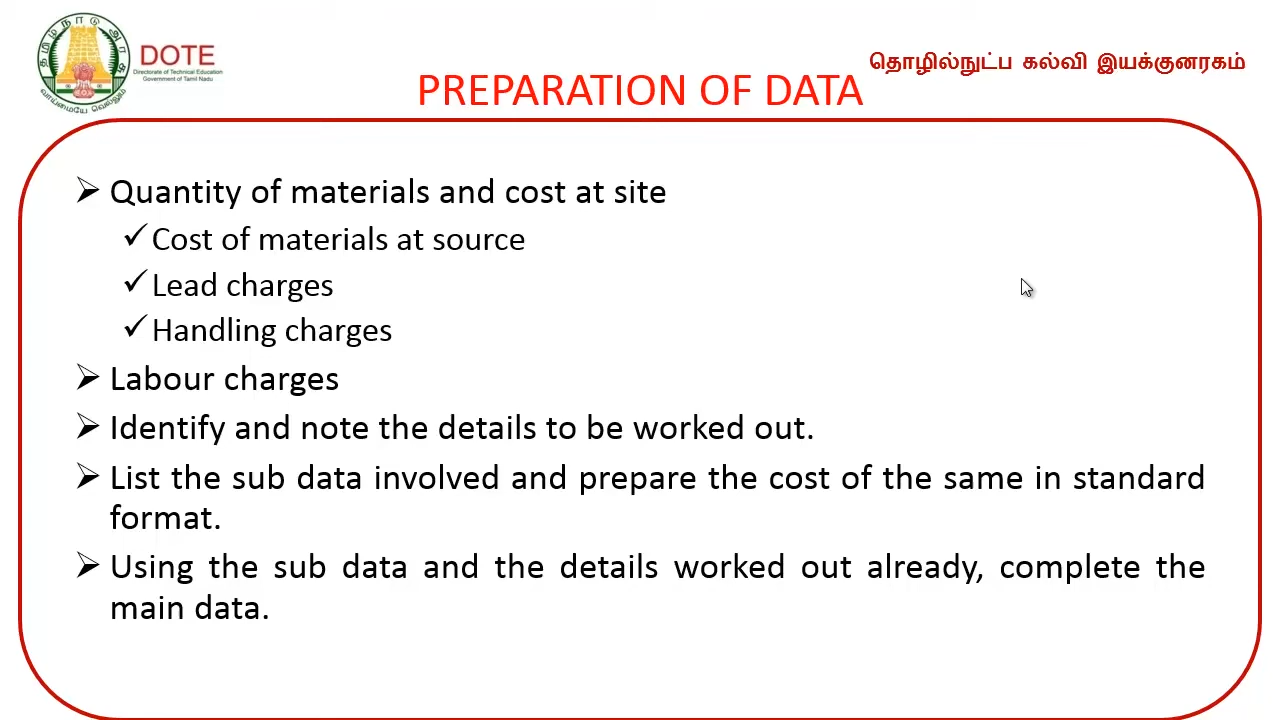 தமிழ்நாடு அரசு
வாய்மையே வெல்லும்
DOTE
Directorate of Technical Education
Government of Tamil Nadu
தொழில்நுட்ப கல்வி இயக்குனரகம்
PREPARATION OF DATA
Quantity of materials and cost at site
Cost of materials at source
Lead charges
Handling charges
Labour charges
Identify and note the details to be worked out.
List the sub data involved and prepare the cost of the same in standard
format.
Using the sub data and the details worked out already, complete the
main data.